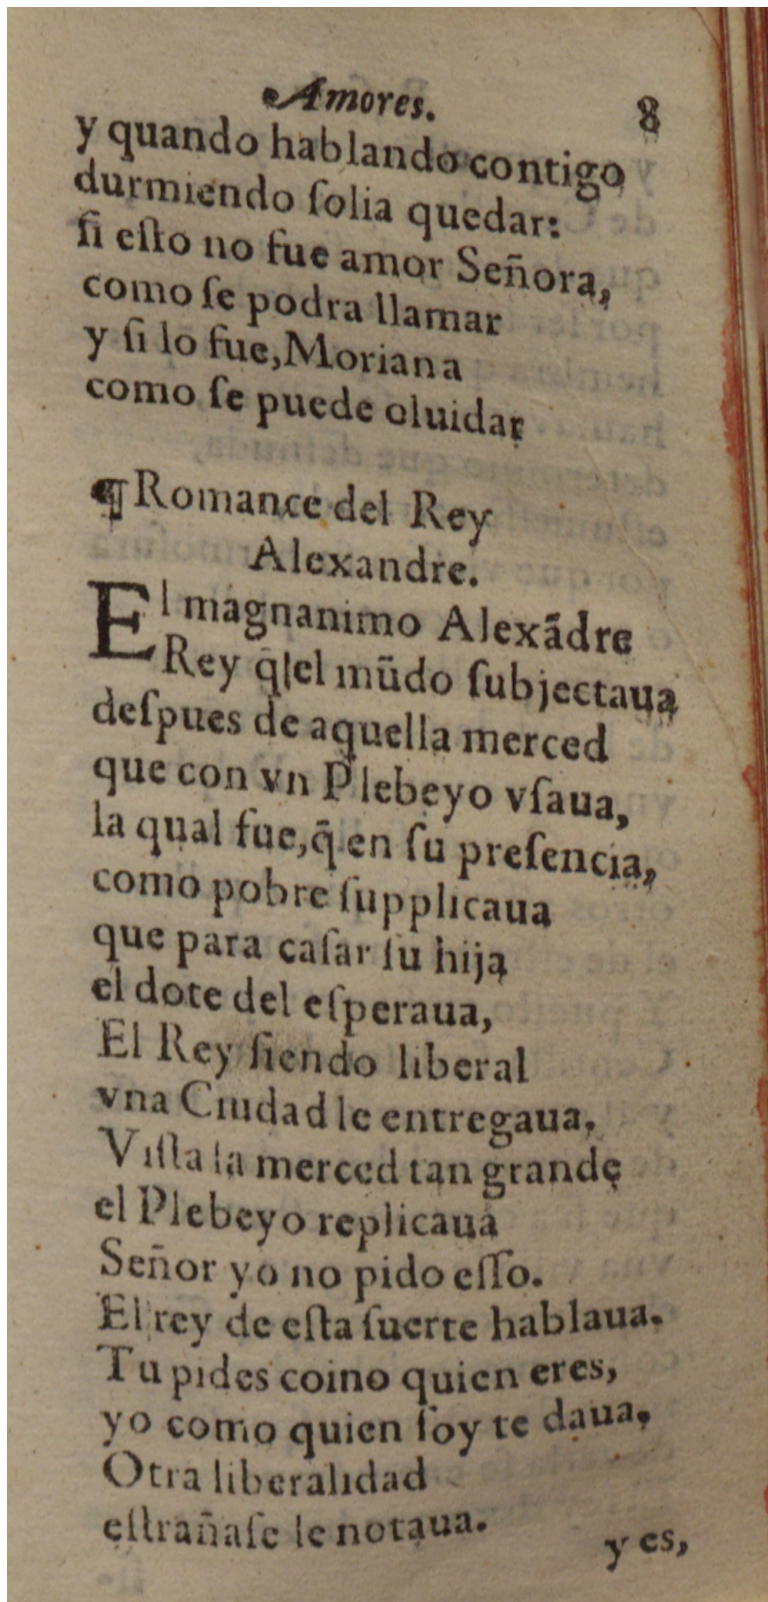 Amores. 8
y quando hablando contigo
durmiendo ſolia quedar:
ſi eſto no fue amor Señora,
como ſe podra llamar
y ſi lo fue, Moriana
como ſe puede oluidar
¶ Romance del Rey
Alexandre.
El magnanimo Alexãdre
Rey q̃l el mũdo ſubjectaua
deſpues de aquella merced
que con vn Plebeyo vſaua,
la qual fue, q̃ en ſu preſencia,
como pobre ſupplicaua
que para caſar ſu hija
el dote del eſperaua,
El Rey ſiendo liberal
vna Ciudad le entregaua.
Viſta la merced tan grande
el Plebeyo replicaua
Señor yo no pido eſſo.
El rey de eſta ſuerte hablaua.
Tu pides coino quien eres,
yo como quien ſoy te daua.
Otra liberalidad
eſtrañaſe le notaua.
y es,